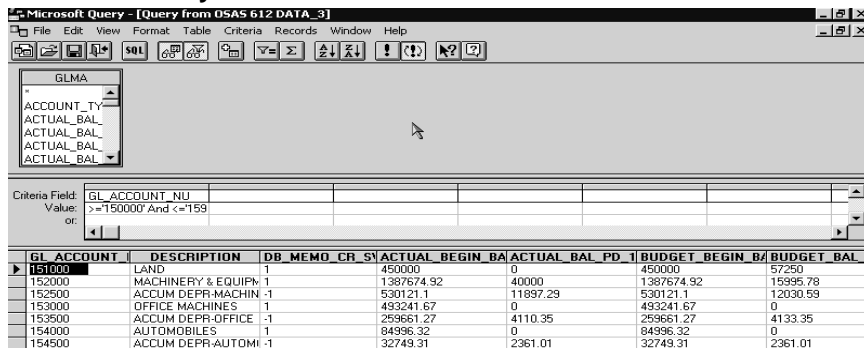 Microsoft Query - [Query from OSAS 612 DATA_3]
File Edit View Format Table Criteria Records Window Help
SQL
GLMA
*
ACCOUNT_TY
ACTUAL_BAL_
ACTUAL_BAL_
ACTUAL_BAL_
ACTUAL_BAL_
Criteria Field: GL_ACCOUNT_NU
Value: >='150000' And <='159
or:
GL_ACCOUNT_ DESCRIPTION DB_MEMO_CR_SV ACTUAL_BEGIN_BA ACTUAL_BAL_PD_1 BUDGET_BEGIN_BA BUDGET_BAL_
151000 LAND 1 450000 0 450000 57250
152000 MACHINERY & EQUIPM 1 1387674.92 40000 1387674.92 15995.78
152500 ACCUM DEPR-MACHIN -1 530121.1 11897.29 530121.1 12030.59
153000 OFFICE MACHINES 1 493241.67 0 493241.67 0
153500 ACCUM DEPR-OFFICE -1 259661.27 4110.35 259661.27 4133.35
154000 AUTOMOBILES 1 84996.32 0 84996.32 0
154500 ACCUM DEPR-AUTOMI -1 32749.31 2361.01 32749.31 2361.01